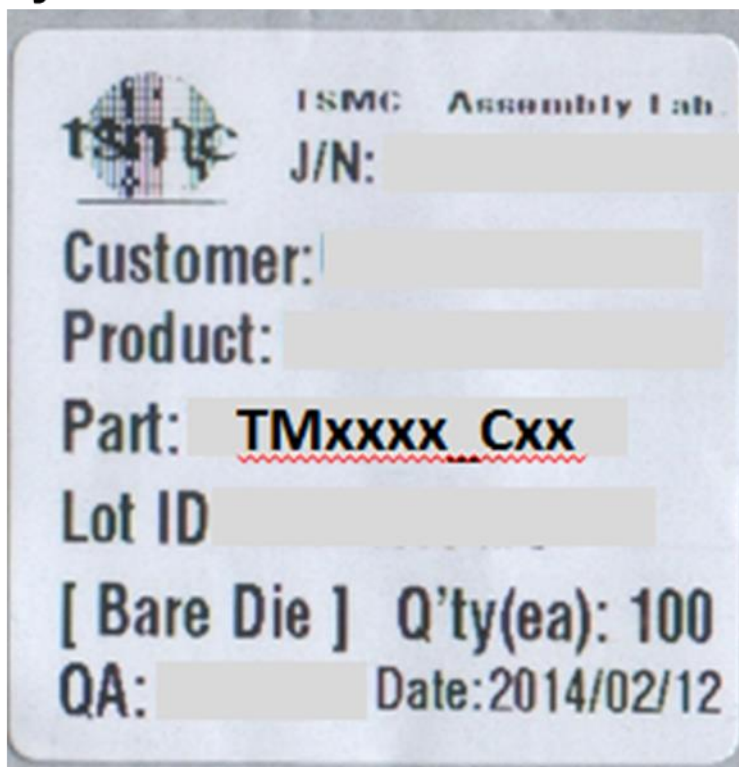 tsmc
TSMC Assembly Lab.
J/N:
Customer:
Product:
Part: TMxxxx_Cxx
Lot ID
[ Bare Die ] Q'ty(ea): 100
QA: Date:2014/02/12